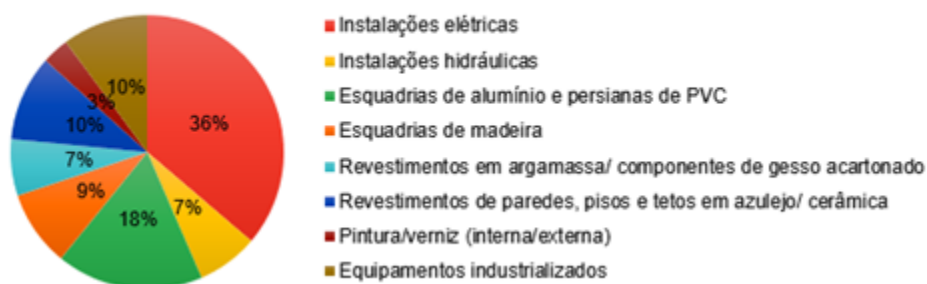 Instalações elétricas
Instalações hidráulicas
Esquadrias de alumínio e persianas de PVC
Esquadrias de madeira
Revestimentos em argamassa/ componentes de gesso acartonado
Revestimentos de paredes, pisos e tetos em azulejo/ cerâmica
Pintura/verniz (interna/externa)
Equipamentos industrializados
36%
7%
18%
9%
7%
10%
3%
10%